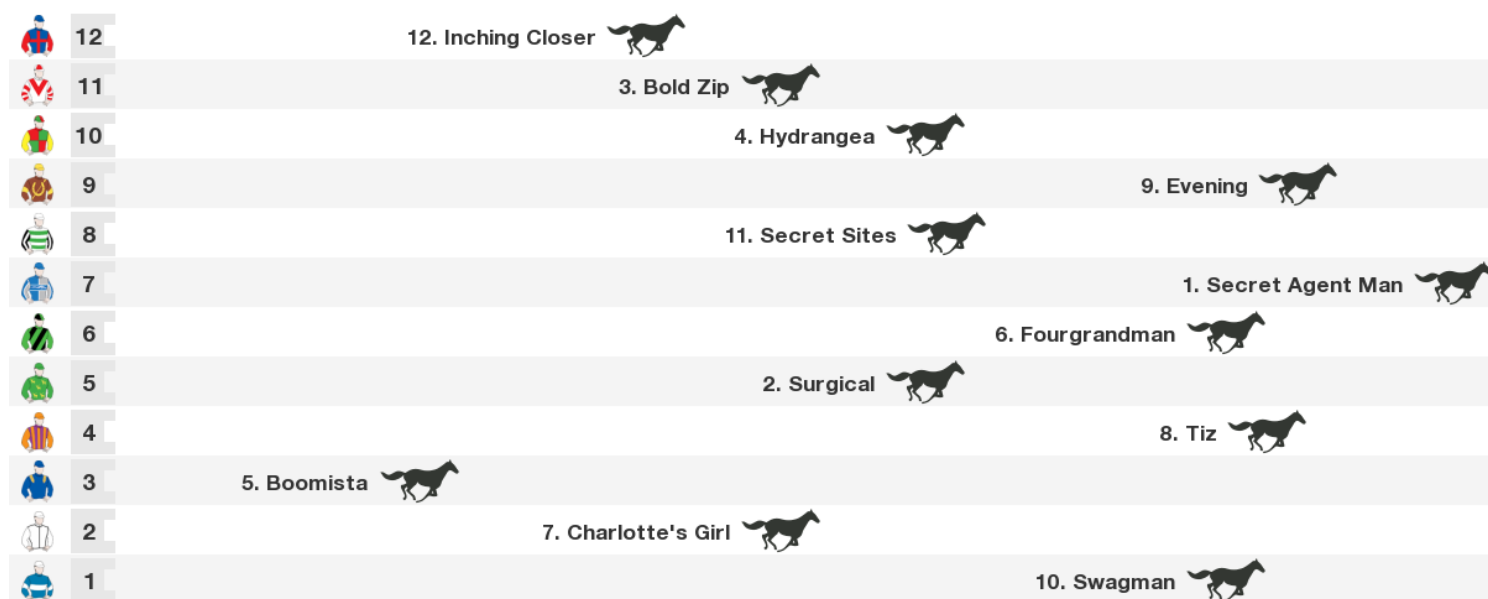 12 12. Inching Closer
11 3. Bold Zip
10 4. Hydrangea
9 9. Evening
8 11. Secret Sites
7 1. Secret Agent Man
6 6. Fourgrandman
5 2. Surgical
4 8. Tiz
3 5. Boomista
2 7. Charlotte's Girl
1 10. Swagman